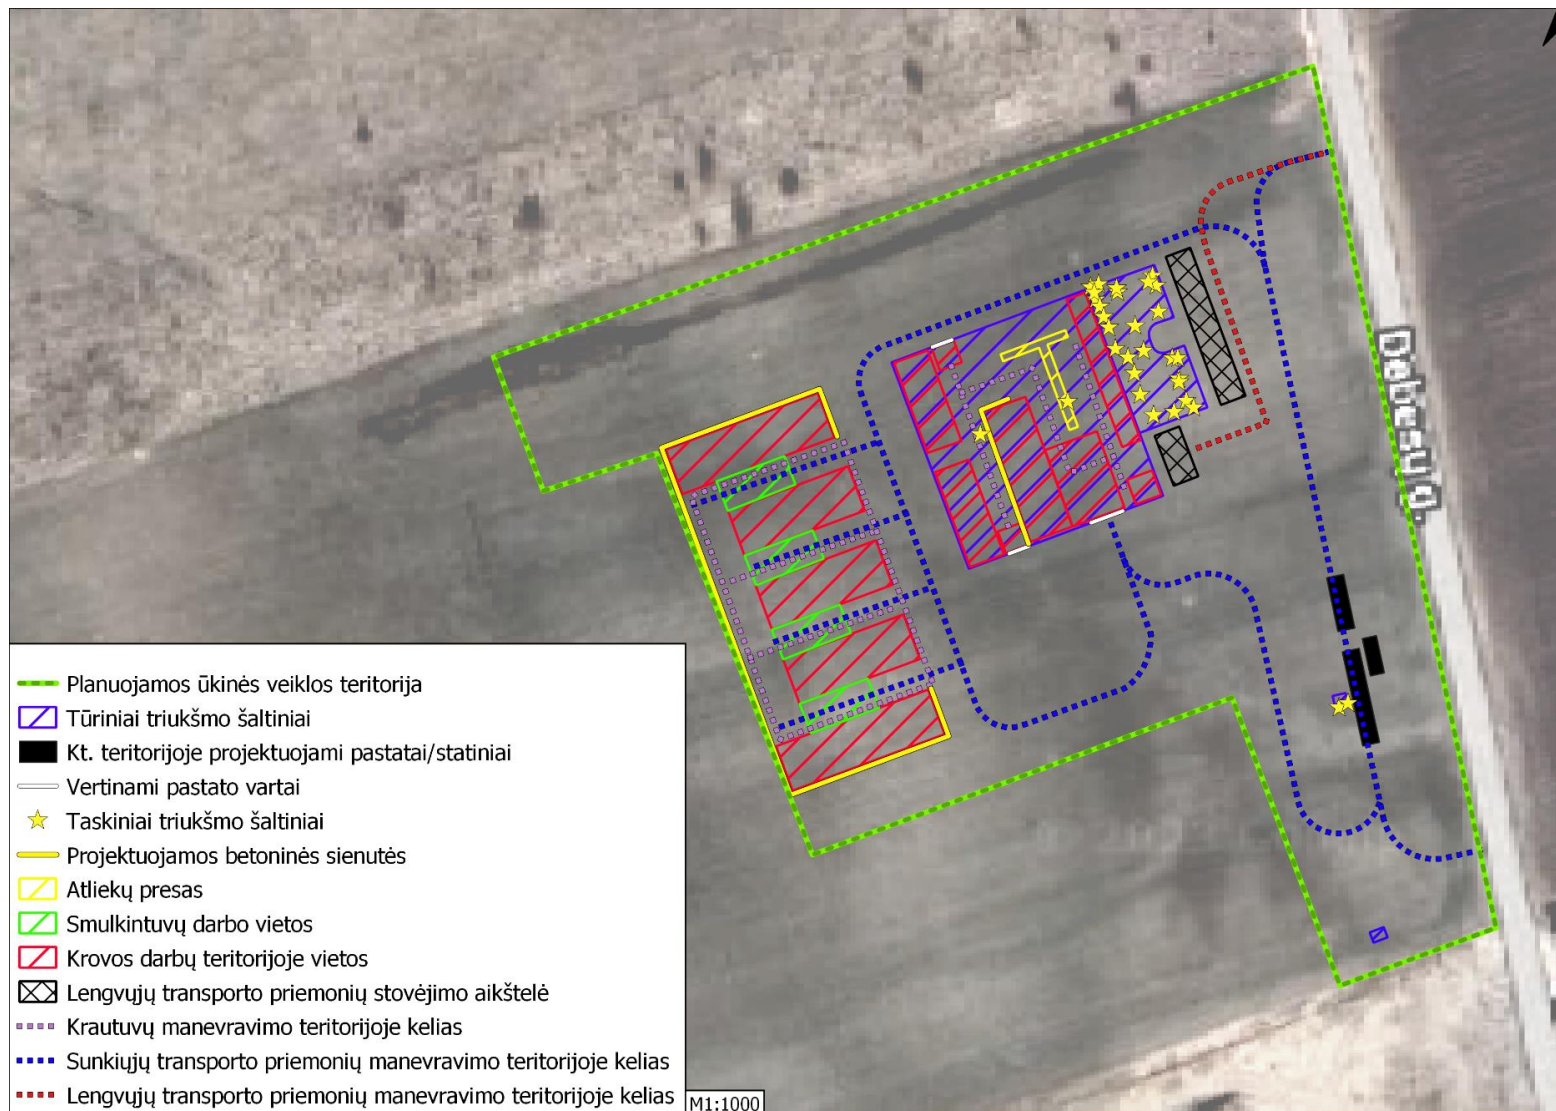 Debesų g.
Planuojamos ūkinės veiklos teritorija
Tūriniai triukšmo šaltiniai
Kt. teritorijoje projektuojami pastatai/statiniai
Vertinami pastato vartai
Taskiniai triukšmo šaltiniai
Projektuojamos betoninės sienutės
Atliekų presas
Smulkintuvų darbo vietos
Krovos darbų teritorijoje vietos
Lengvųjų transporto priemonių stovėjimo aikštelė
Krautuvų manevravimo teritorijoje kelias
Sunkiųjų transporto priemonių manevravimo teritorijoje kelias
Lengvųjų transporto priemonių manevravimo teritorijoje kelias
M1:1000